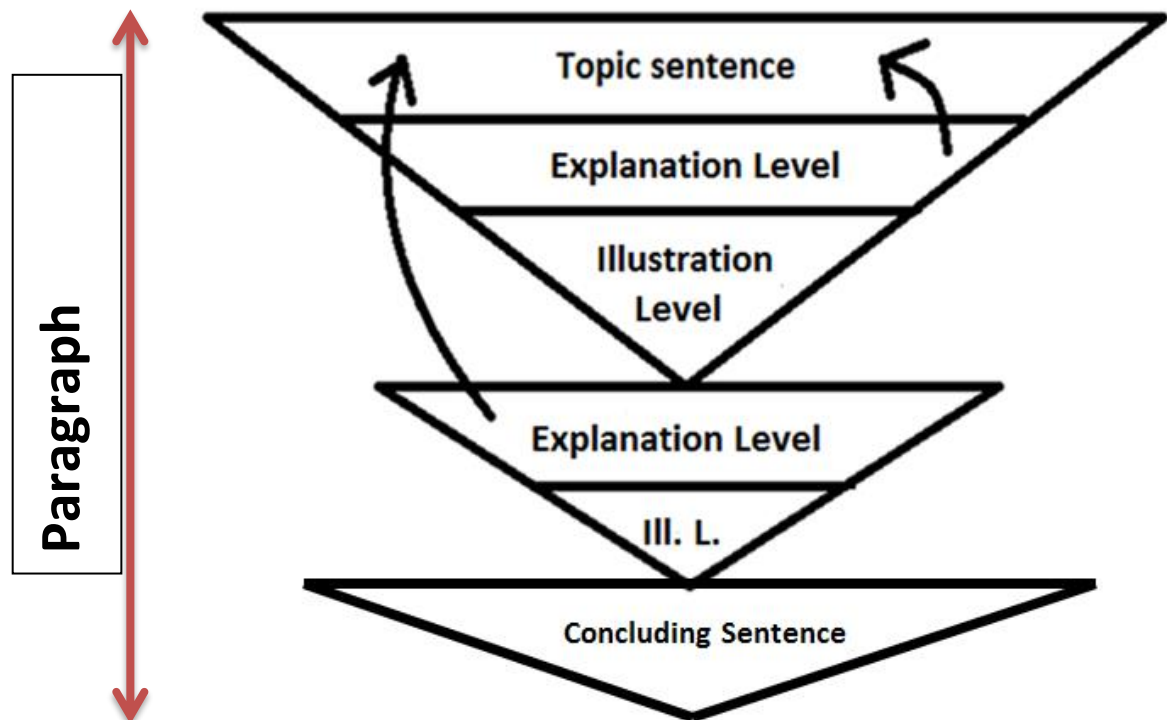 Paragraph
Topic sentence
Explanation Level
Illustration
Level
Explanation Level
Ill. L.
Concluding Sentence